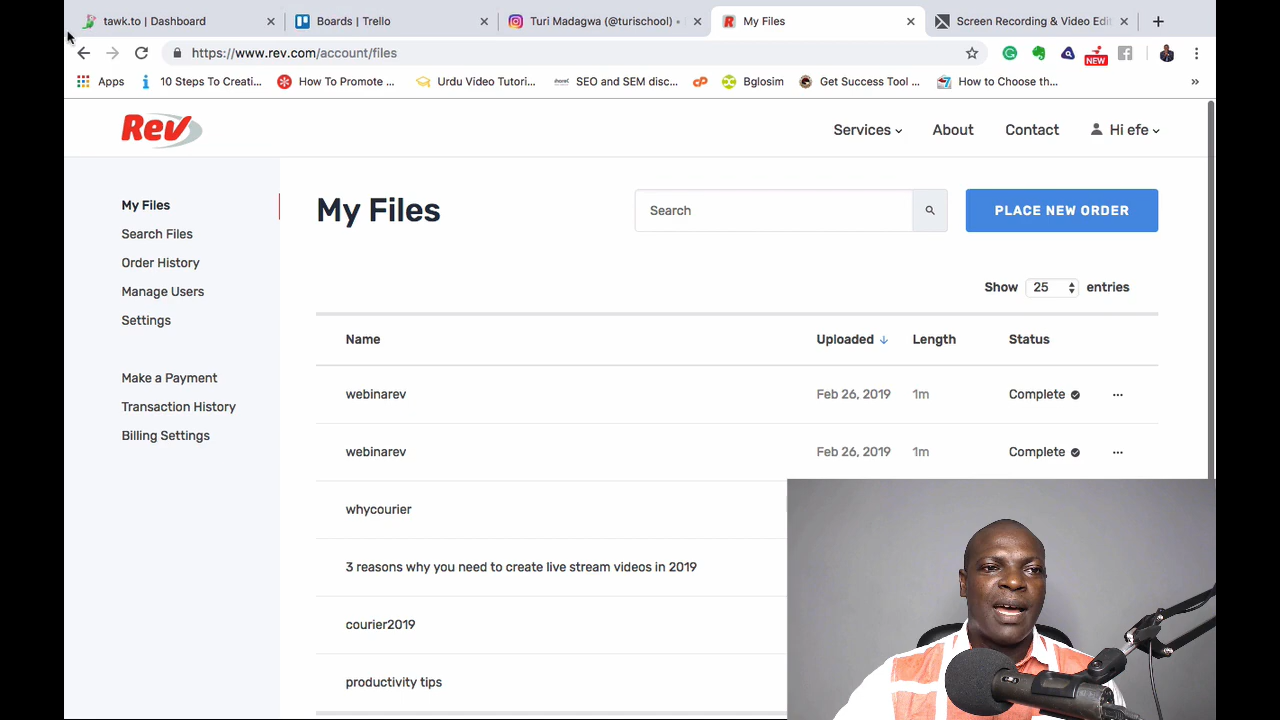 tawk.to | Dashboard
Boards | Trello
Turi Madagwa (@turischool) •
My Files
Screen Recording & Video Edit
https://www.rev.com/account/files
NEW
Apps
10 Steps To Creati...
How To Promote ...
Urdu Video Tutori...
SEO and SEM disc...
Bglosim
Get Success Tool ...
How to Choose th...
»
Rev
Services
About
Contact
Hi efe
My Files
Search Files
Order History
Manage Users
Settings
Make a Payment
Transaction History
Billing Settings
My Files
Search
PLACE NEW ORDER
Show 25 entries
Name Uploaded Length Status
webinarev Feb 26, 2019 1m Complete
webinarev Feb 26, 2019 1m Complete
whycourier
3 reasons why you need to create live stream videos in 2019
courier2019
productivity tips